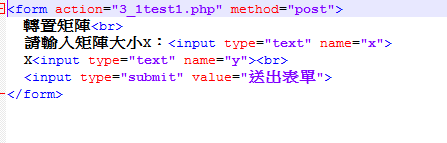 <form action="3_1test1.php" method="post">
轉置矩陣<br>
請輸入矩陣大小X：<input type="text" name="x">
X<input type="text" name="y"><br>
<input type="submit" value="送出表單">
</form>